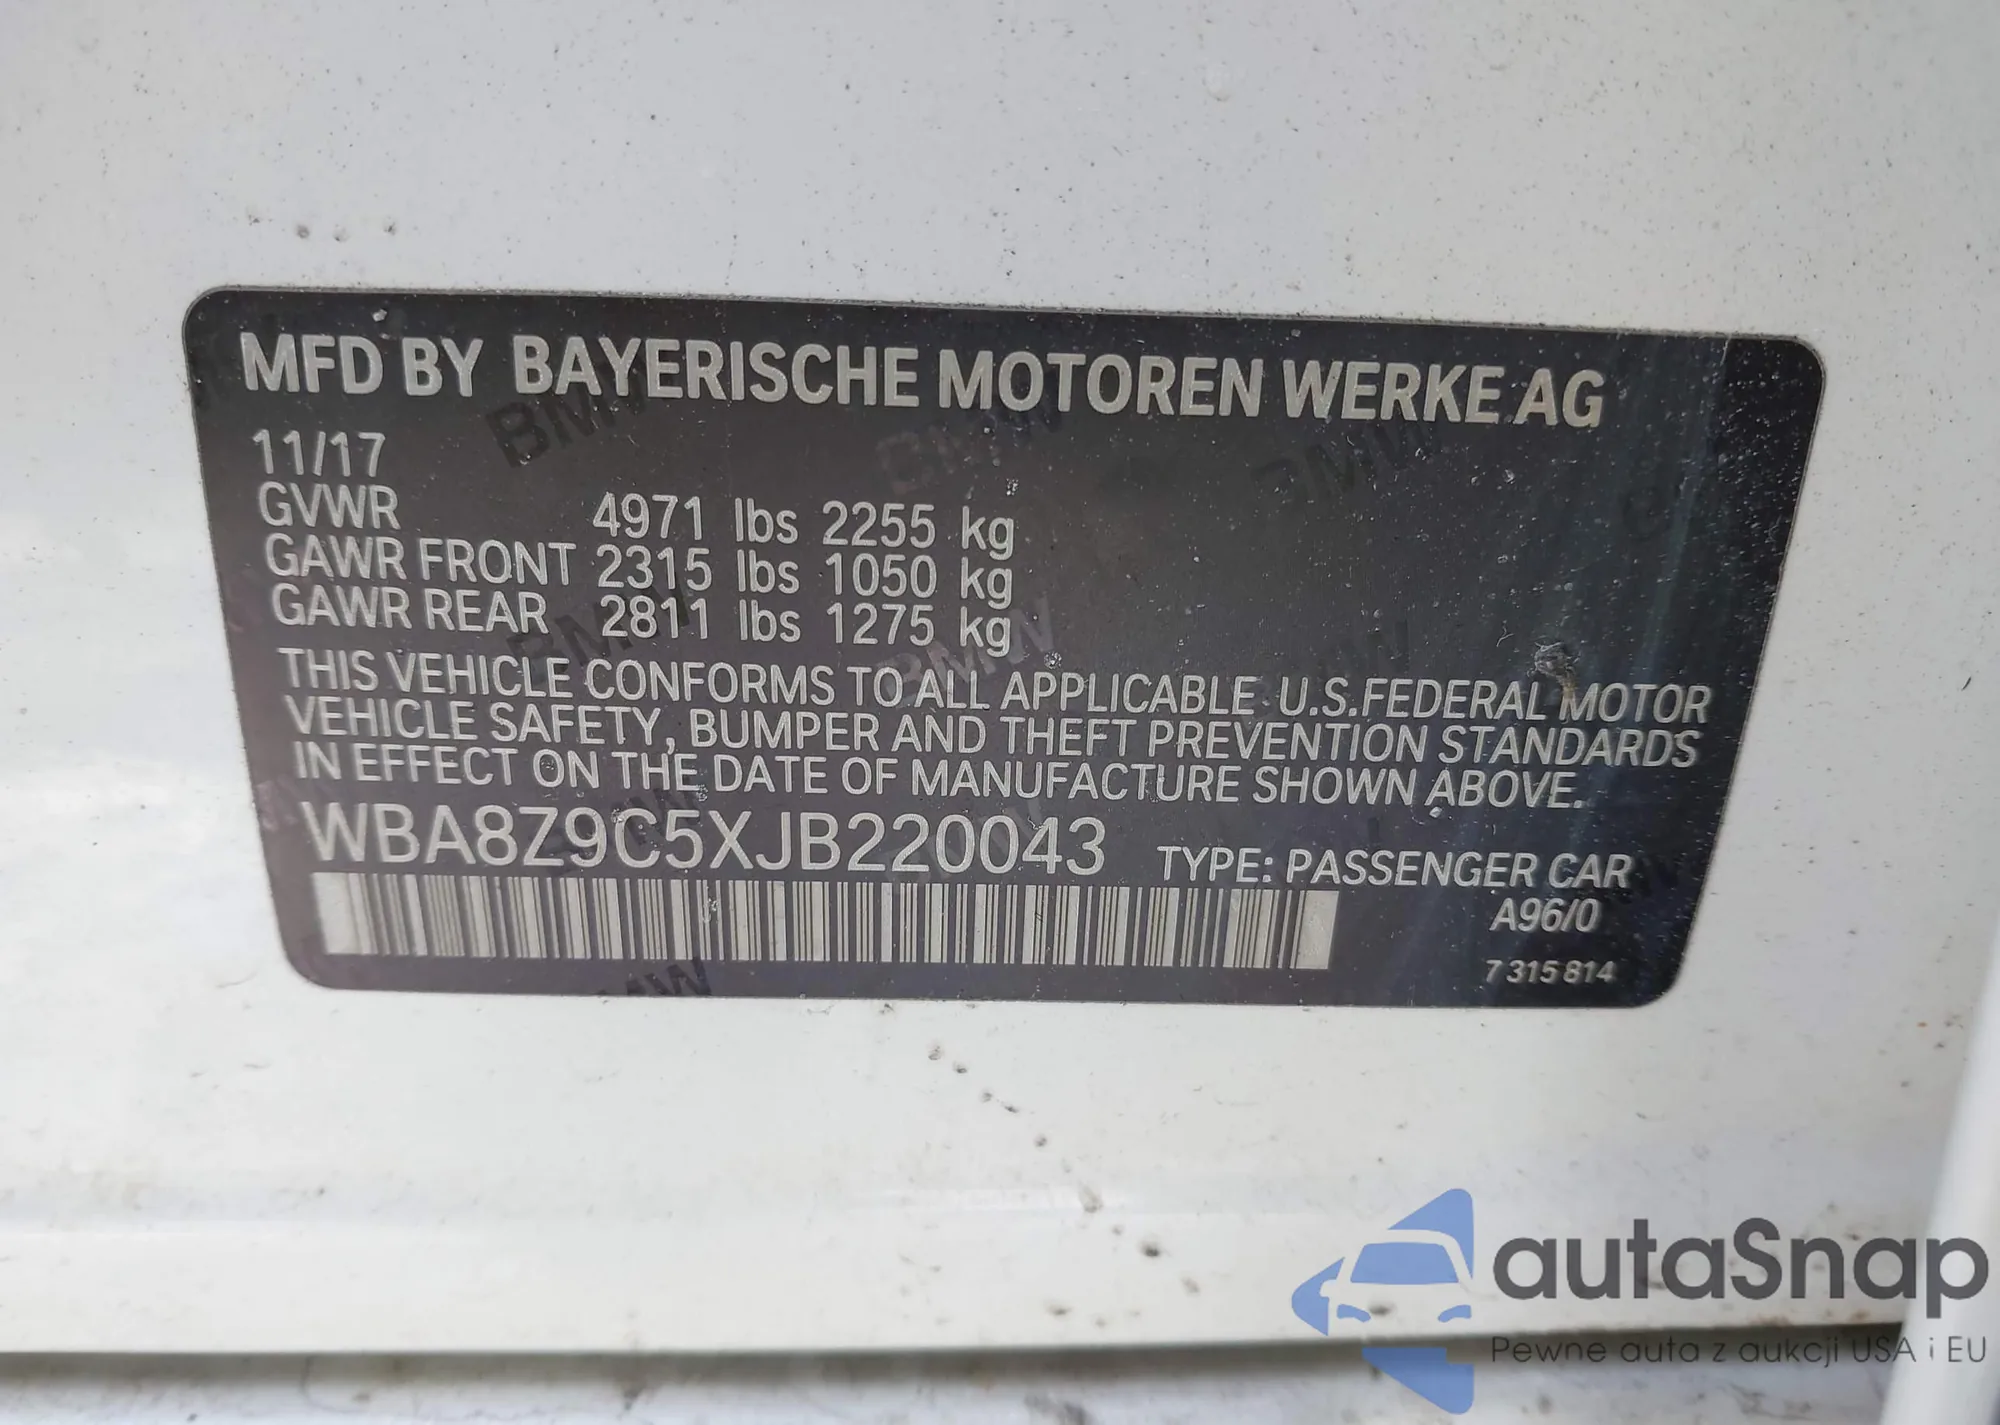 MFD BY BAYERISCHE MOTOREN WERKE AG
11/17
GVWR 4971 lbs 2255 kg
GAWR FRONT 2315 lbs 1050 kg
GAWR REAR 2811 lbs 1275 kg
THIS VEHICLE CONFORMS TO ALL APPLICABLE U.S.FEDERAL MOTOR
VEHICLE SAFETY, BUMPER AND THEFT PREVENTION STANDARDS
IN EFFECT ON THE DATE OF MANUFACTURE SHOWN ABOVE.
WBA8Z9C5XJB220043 TYPE: PASSENGER CAR
A96/0
7 315 814
autaSnap
Pewne auta z aukcji USA i EU